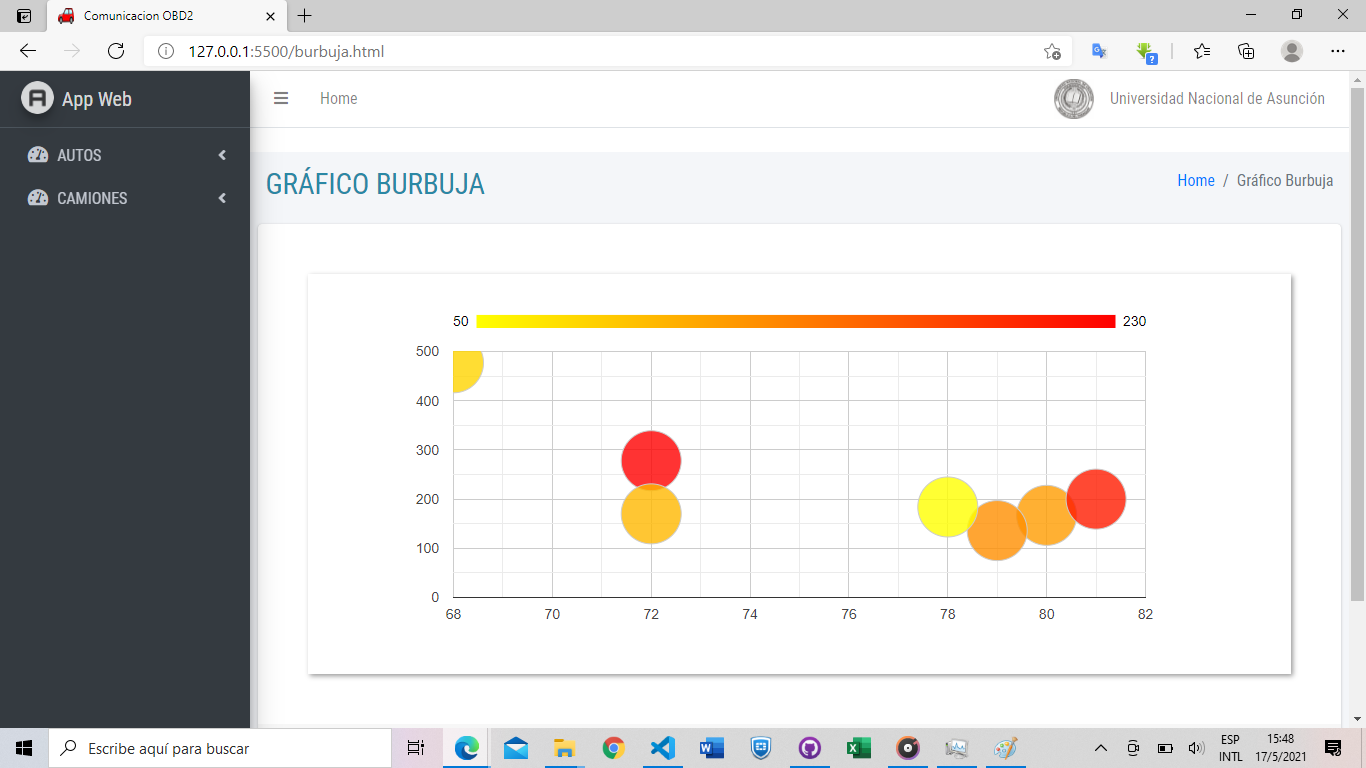 Comunicacion OBD2
127.0.0.1:5500/burbuja.html
A App Web
Home
Universidad Nacional de Asunción
AUTOS
CAMIONES
GRÁFICO BURBUJA
Home / Gráfico Burbuja
50 230
500
400
300
200
100
0
68 70 72 74 76 78 80 82
Escribe aquí para buscar
ESP
INTL
15:48
17/5/2021